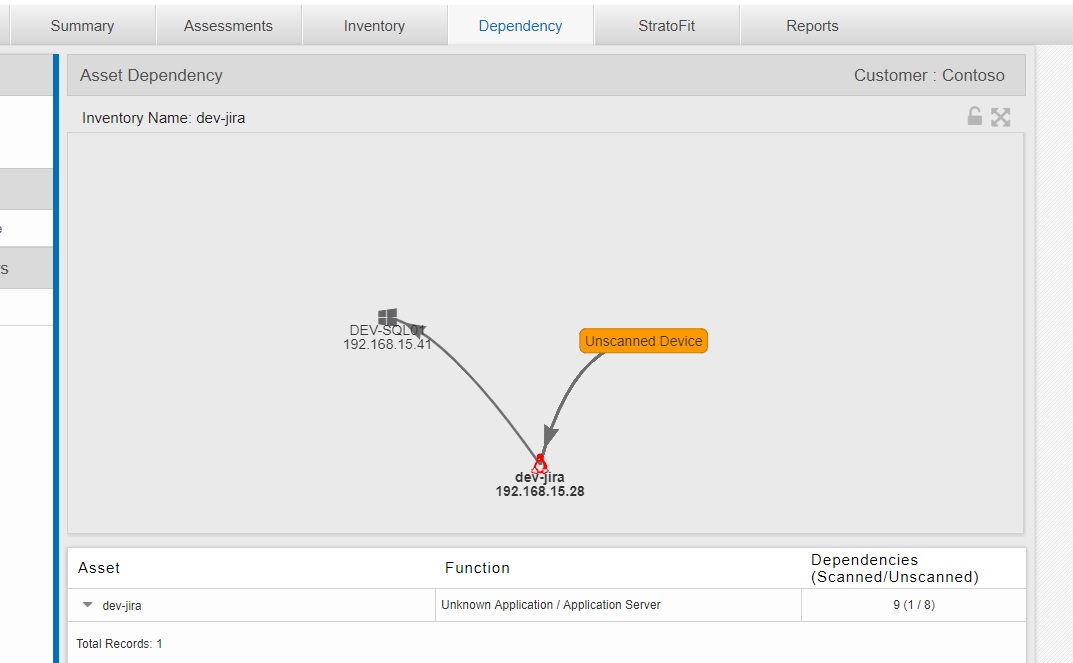 Summary
Assessments
Inventory
Dependency
StratoFit
Reports
Asset Dependency
Customer : Contoso
Inventory Name: dev-jira
DEV-SQL01
192.168.15.41
Unscanned Device
dev-jira
192.168.15.28
Asset
Function
Dependencies
(Scanned/Unscanned)
dev-jira
Unknown Application / Application Server
9 (1 / 8)
Total Records: 1